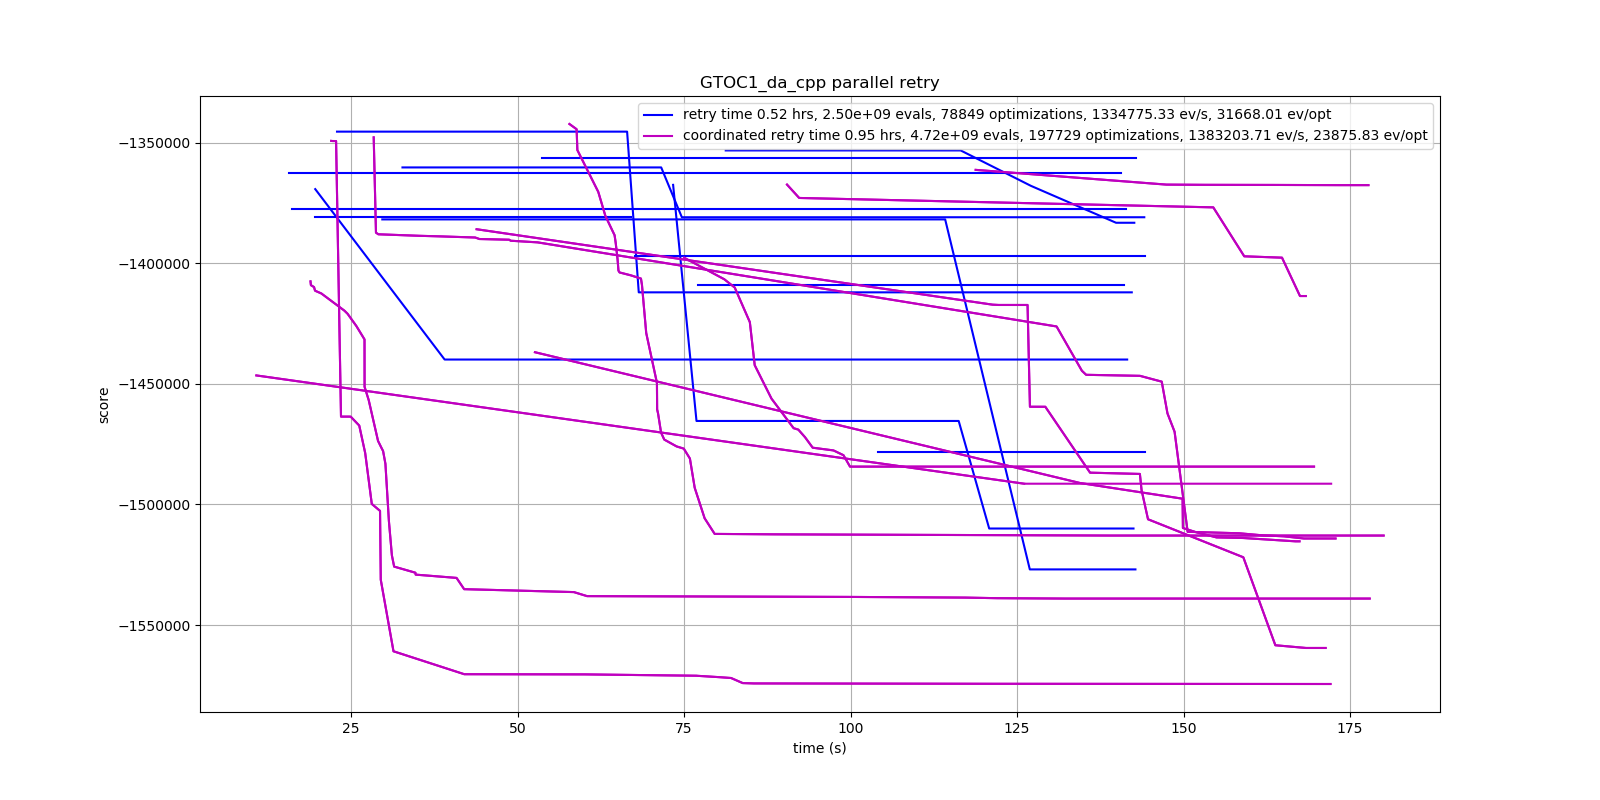 GTOC1_da_cpp parallel retry
retry time 0.52 hrs, 2.50e+09 evals, 78849 optimizations, 1334775.33 ev/s, 31668.01 ev/opt
coordinated retry time 0.95 hrs, 4.72e+09 evals, 197729 optimizations, 1383203.71 ev/s, 23875.83 ev/opt
−1350000
−1400000
−1450000
−1500000
−1550000
score
25 50 75 100 125 150 175
time (s)